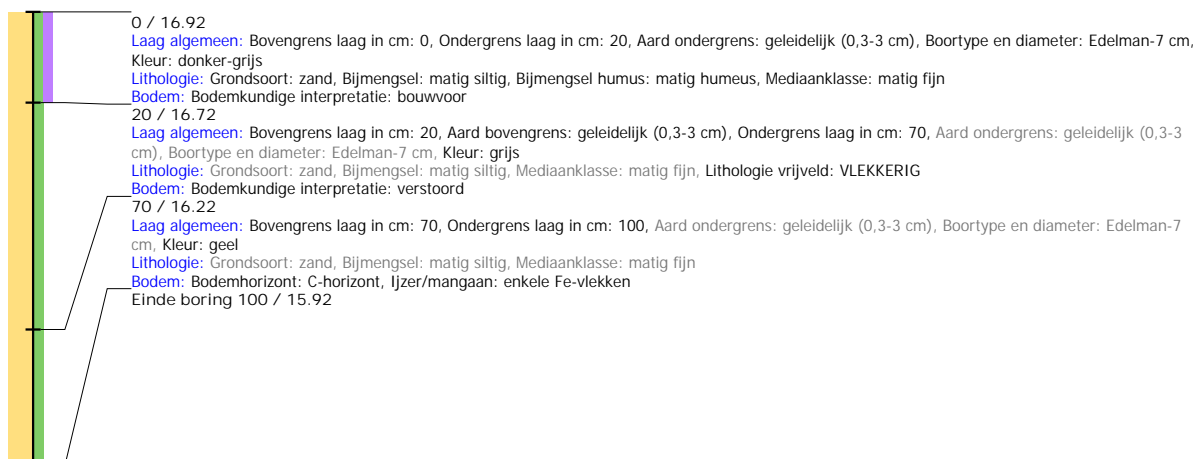 0 / 16.92
Laag algemeen: Bovengrens laag in cm: 0, Ondergrens laag in cm: 20, Aard ondergrens: geleidelijk (0,3-3 cm), Boortype en diameter: Edelman-7 cm,
Kleur: donker-grijs
Lithologie: Grondsoort: zand, Bijmengsel: matig siltig, Bijmengsel humus: matig humeus, Mediaanklasse: matig fijn
Bodem: Bodemkundige interpretatie: bouwvoor
20 / 16.72
Laag algemeen: Bovengrens laag in cm: 20, Aard bovengrens: geleidelijk (0,3-3 cm), Ondergrens laag in cm: 70, Aard ondergrens: geleidelijk (0,3-3
cm), Boortype en diameter: Edelman-7 cm, Kleur: grijs
Lithologie: Grondsoort: zand, Bijmengsel: matig siltig, Mediaanklasse: matig fijn, Lithologie vrijveld: VLEKKERIG
Bodem: Bodemkundige interpretatie: verstoord
70 / 16.22
Laag algemeen: Bovengrens laag in cm: 70, Ondergrens laag in cm: 100, Aard ondergrens: geleidelijk (0,3-3 cm), Boortype en diameter: Edelman-7
cm, Kleur: geel
Lithologie: Grondsoort: zand, Bijmengsel: matig siltig, Mediaanklasse: matig fijn
Bodem: Bodemhorizont: C-horizont, Ijzer/mangaan: enkele Fe-vlekken
Einde boring 100 / 15.92